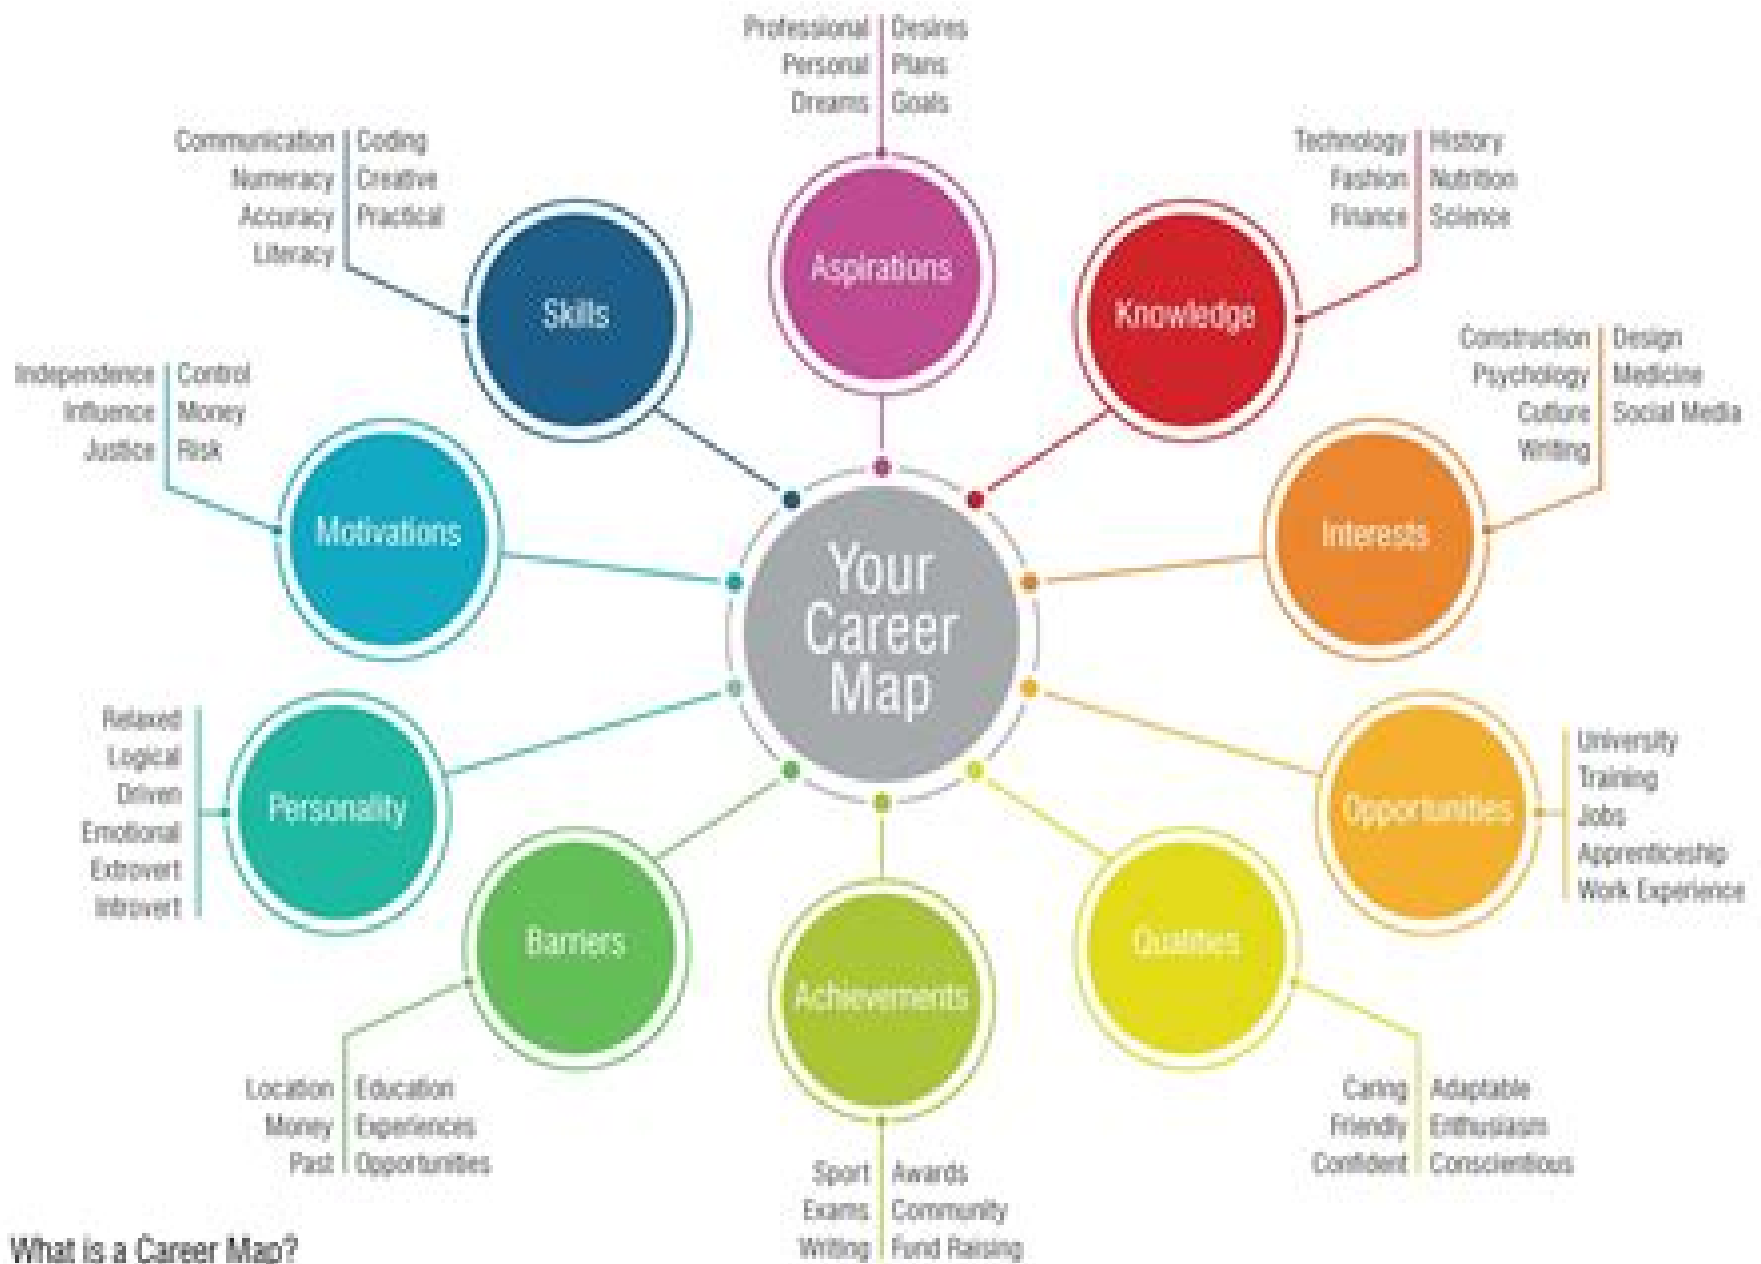 Professional Desires
Personal Plans
Dreams Goals
Aspirations
Communication Coding
Numeracy Creative
Accuracy Practical
Literacy
Skills
Technology History
Fashion Nutrition
Finance Science
Knowledge
Independence Control
Influence Money
Justice Risk
Motivations
Construction Design
Psychology Medicine
Cutlure Social Media
Writing
Interests
Your
Career
Map
Relaxed
Logical
Driven
Emotional
Extrovert
Introvert
Personality
University
Training
Jobs
Apprenticeship
Work Experience
Opportunities
Barriers
Location Education
Money Experiences
Past Opportunities
Achievements
Sport Awards
Exams Community
Writing Fund Raising
Qualities
Caring Adaptable
Friendly Enthusiasm
Confident Conscientious
What is a Career Map?